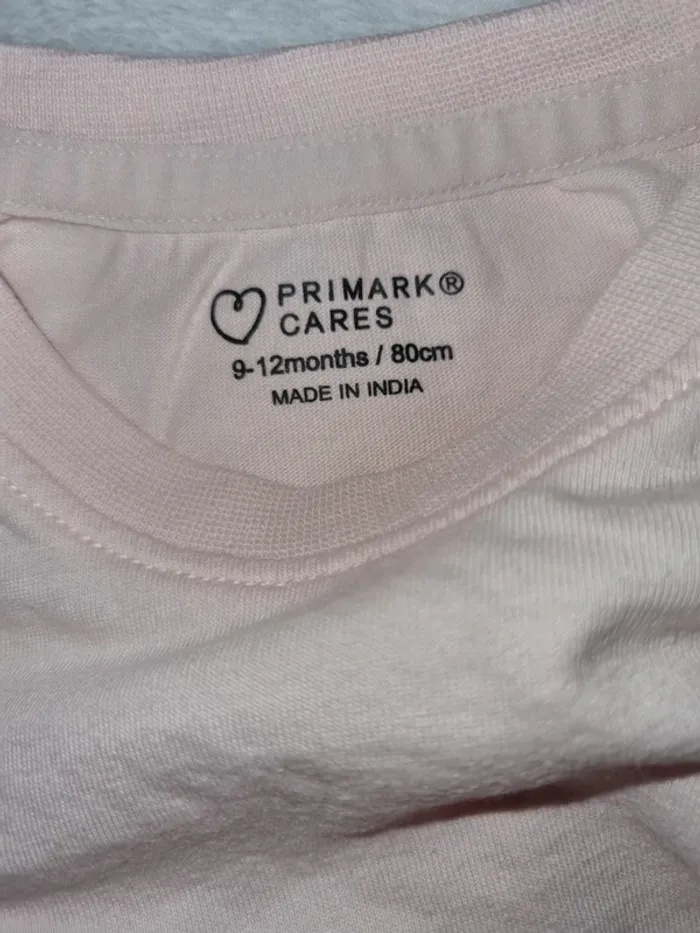 PRIMARK®
CARES
9-12months / 80cm
MADE IN INDIA